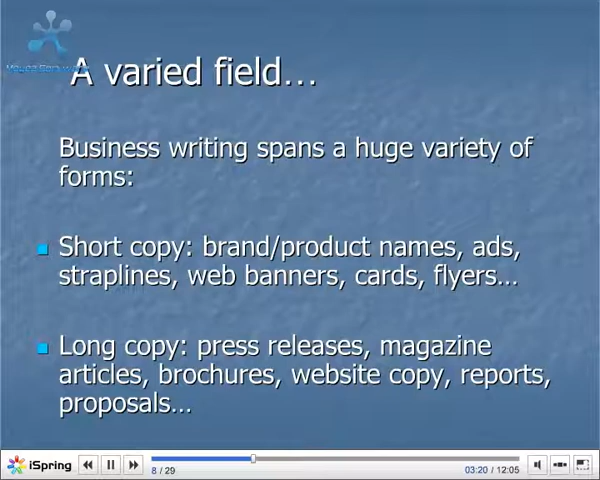 A varied field…
Business writing spans a huge variety of
forms:
Short copy: brand/product names, ads,
straplines, web banners, cards, flyers…
Long copy: press releases, magazine
articles, brochures, website copy, reports,
proposals…
iSpring
8 / 29
03:20 / 12:05